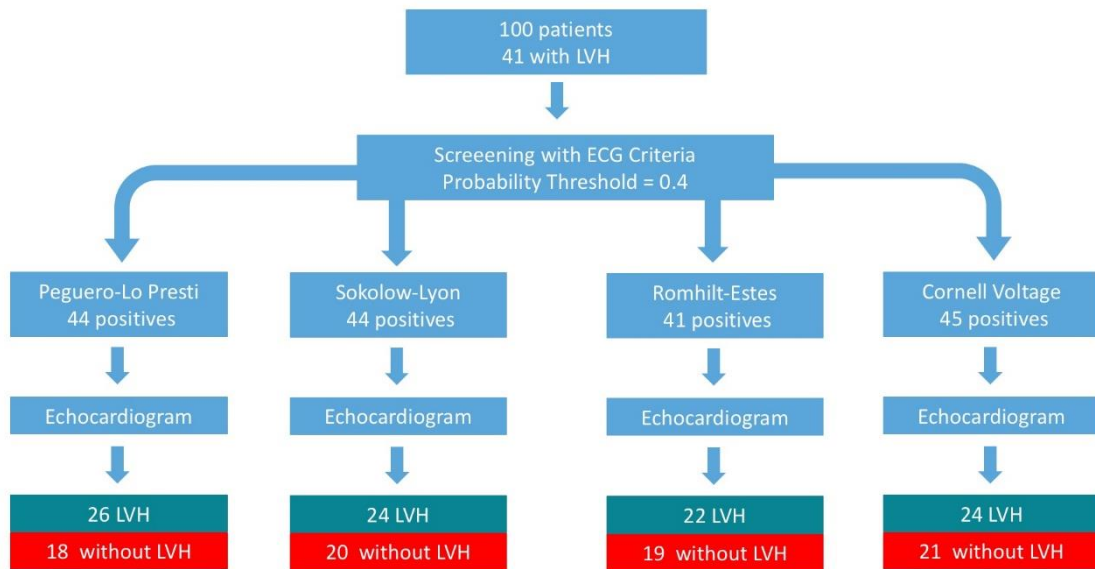 100 patients
41 with LVH
Screeening with ECG Criteria
Probability Threshold = 0.4
Peguero-Lo Presti
44 positives
Sokolow-Lyon
44 positives
Romhilt-Estes
41 positives
Cornell Voltage
45 positives
Echocardiogram
Echocardiogram
Echocardiogram
Echocardiogram
26 LVH
18 without LVH
24 LVH
20 without LVH
22 LVH
19 without LVH
24 LVH
21 without LVH